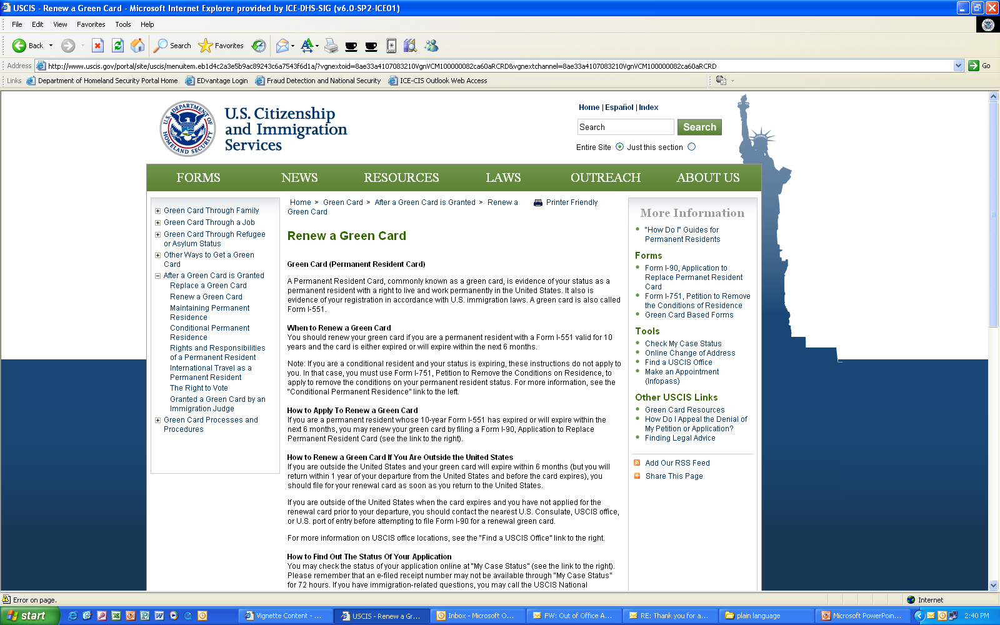 USCIS - Renew a Green Card - Microsoft Internet Explorer provided by ICE-DHS-SIG (v6.0-SP2-ICE01)
File Edit View Favorites Tools Help
Back Search Favorites
Address http://www.uscis.gov/portal/site/uscis/menuitem.eb1d4c2a3e5b9ac89243c6a7543f6d1a/?vgnextoid=8ae33a4107083210VgnVCM100000082ca60aRCRD&vgnextchannel=8ae33a4107083210VgnVCM100000082ca60aRCRD Go
Links Department of Homeland Security Portal Home EDvantage Login Fraud Detection and National Security ICE-CIS Outlook Web Access
U.S. DEPARTMENT OF HOMELAND SECURITY
U.S. Citizenship
and Immigration
Services
Home | Español | Index
Search Search
Entire Site Just this section
FORMS NEWS RESOURCES LAWS OUTREACH ABOUT US
Green Card Through Family
Green Card Through a Job
Green Card Through Refugee
or Asylum Status
Other Ways to Get a Green
Card
After a Green Card is Granted
Replace a Green Card
Renew a Green Card
Maintaining Permanent
Residence
Conditional Permanent
Residence
Rights and Responsibilities
of a Permanent Resident
International Travel as a
Permanent Resident
The Right to Vote
Granted a Green Card by an
Immigration Judge
Green Card Processes and
Procedures
Home > Green Card > After a Green Card is Granted > Renew a
Green Card
Printer Friendly
Renew a Green Card
Green Card (Permanent Resident Card)
A Permanent Resident Card, commonly known as a green card, is evidence of your status as a
permanent resident with a right to live and work permanently in the United States. It also is
evidence of your registration in accordance with U.S. immigration laws. A green card is also called
Form I-551.
When to Renew a Green Card
You should renew your green card if you are a permanent resident with a Form I-551 valid for 10
years and the card is either expired or will expire within the next 6 months.
Note: If you are a conditional resident and your status is expiring, these instructions do not apply to
you. In that case, you must use Form I-751, Petition to Remove the Conditions on Residence, to
apply to remove the conditions on your permanent resident status. For more information, see the
"Conditional Permanent Residence" link to the left.
How to Apply To Renew a Green Card
If you are a permanent resident whose 10-year Form I-551 has expired or will expire within the
next 6 months, you may renew your green card by filing a Form I-90, Application to Replace
Permanent Resident Card (see the link to the right).
How to Renew a Green Card If You Are Outside the United States
If you are outside the United States and your green card will expire within 6 months (but you will
return within 1 year of your departure from the United States and before the card expires), you
should file for your renewal card as soon as you return to the United States.
If you are outside of the United States when the card expires and you have not applied for the
renewal card prior to your departure, you should contact the nearest U.S. Consulate, USCIS office,
or U.S. port of entry before attempting to file Form I-90 for a renewal green card.
For more information on USCIS office locations, see the "Find a USCIS Office" link to the right.
How to Find Out The Status Of Your Application
You may check the status of your application online at "My Case Status" (see the link to the right).
Please remember that an e-filed receipt number may not be available through "My Case Status"
for 72 hours. If you have immigration-related questions, you may call the USCIS National
More Information
"How Do I" Guides for
Permanent Residents
Forms
Form I-90, Application to
Replace Permanet Resident
Card
Form I-751, Petition to Remove
the Conditions of Residence
Green Card Based Forms
Tools
Check My Case Status
Online Change of Address
Find a USCIS Office
Make an Appointment
(Infopass)
Other USCIS Links
Green Card Resources
How Do I Appeal the Denial of
My Petition or Application?
Finding Legal Advice
Add Our RSS Feed
Share This Page
Error on page. Internet
start Vignette Content - ... USCIS - Renew a Gr... Inbox - Microsoft O... FW: Out of Office A... RE: Thank you for a... plain language Microsoft PowerPoin... 2:40 PM